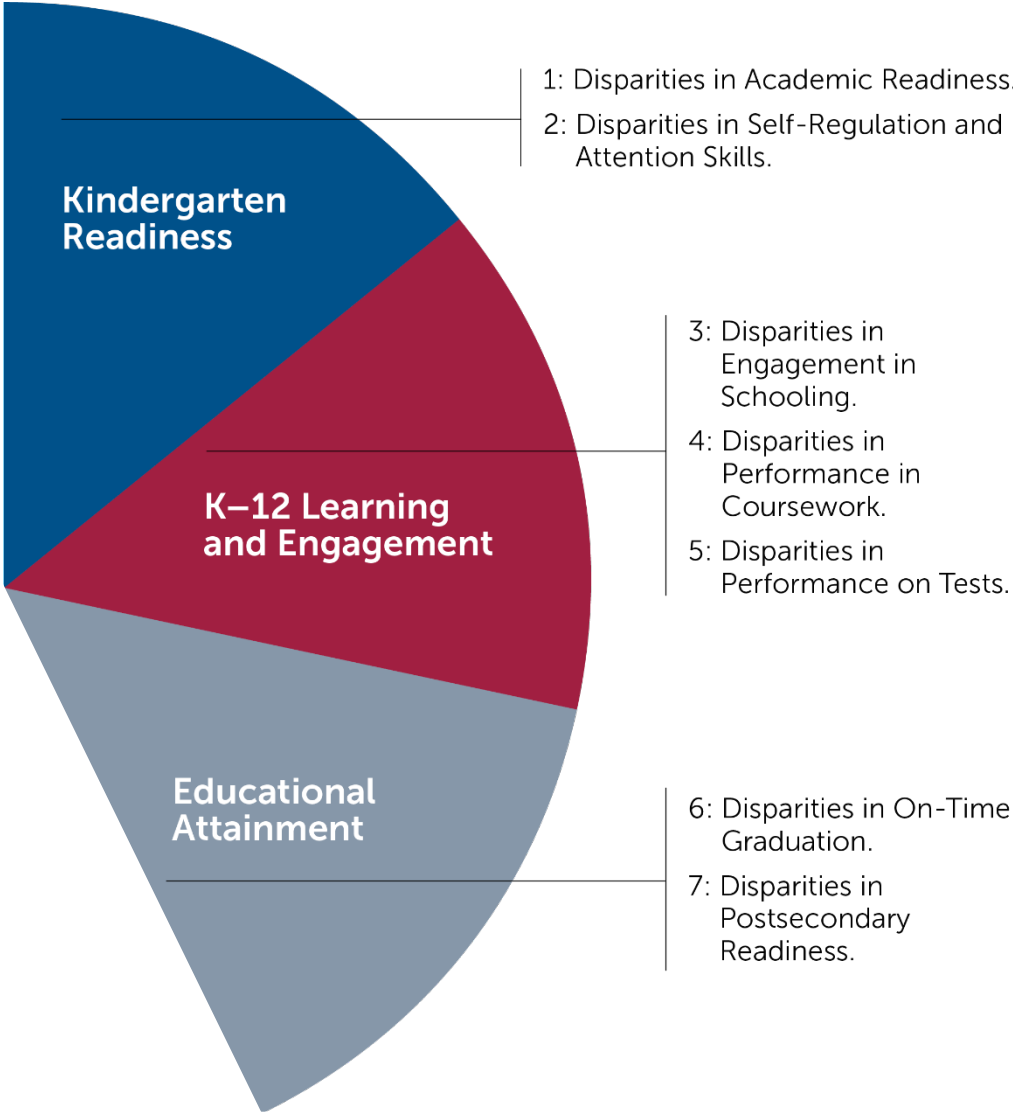 1: Disparities in Academic Readiness.
2: Disparities in Self-Regulation and
Attention Skills.
Kindergarten
Readiness
3: Disparities in
Engagement in
Schooling.
4: Disparities in
Performance in
Coursework.
5: Disparities in
Performance on Tests.
K–12 Learning
and Engagement
Educational
Attainment
6: Disparities in On-Time
Graduation.
7: Disparities in
Postsecondary
Readiness.